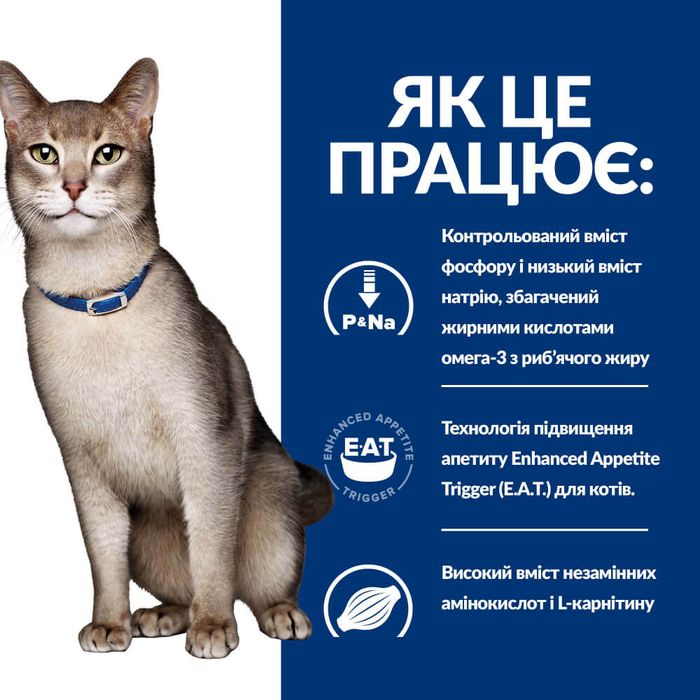 ЯК ЦЕ
ПРАЦЮЄ:
Контрольований вміст
фосфору і низький вміст
натрію, збагачений
жирними кислотами
омега-3 з риб’ячого жиру
P&Na
Технологія підвищення
апетиту Enhanced Appetite
Trigger (E.A.T.) для котів.
ENHANCED APPETITE
E·A·T
TRIGGER
Високий вміст незамінних
амінокислот і L-карнітину